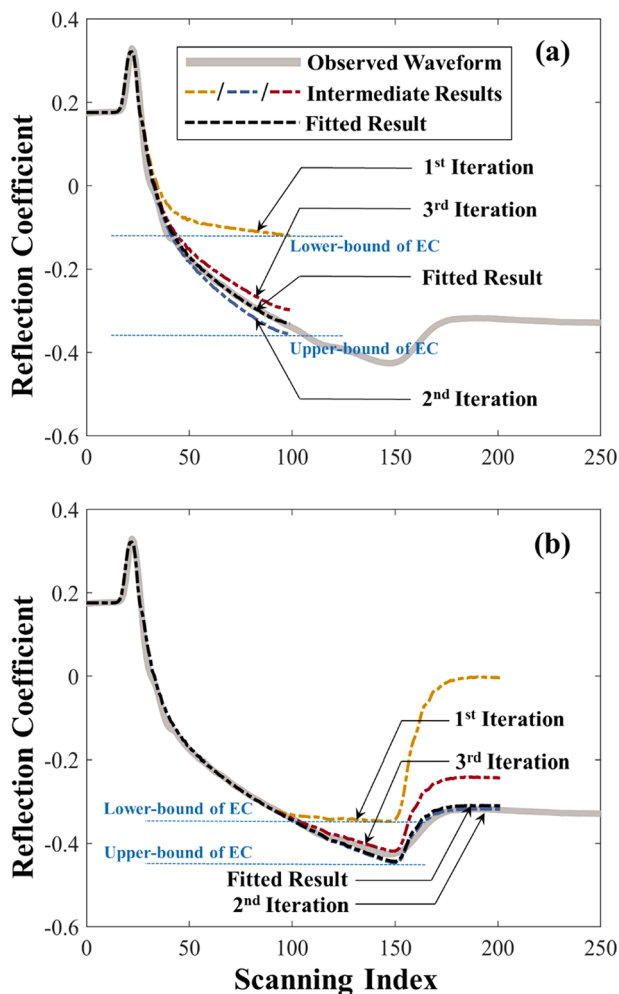 0.4
(a)
Observed Waveform
/ / Intermediate Results
Fitted Result
0.2
1st Iteration
3rd Iteration
0
Lower-bound of EC
Fitted Result
-0.2
Upper-bound of EC
-0.4
2nd Iteration
-0.6
0 50 100 150 200 250
Reflection Coefficient
0.4
(b)
0.2
0
1st Iteration
-0.2
3rd Iteration
Lower-bound of EC
-0.4
Upper-bound of EC
Fitted Result
2nd Iteration
-0.6
0 50 100 150 200 250
Reflection Coefficient
Scanning Index